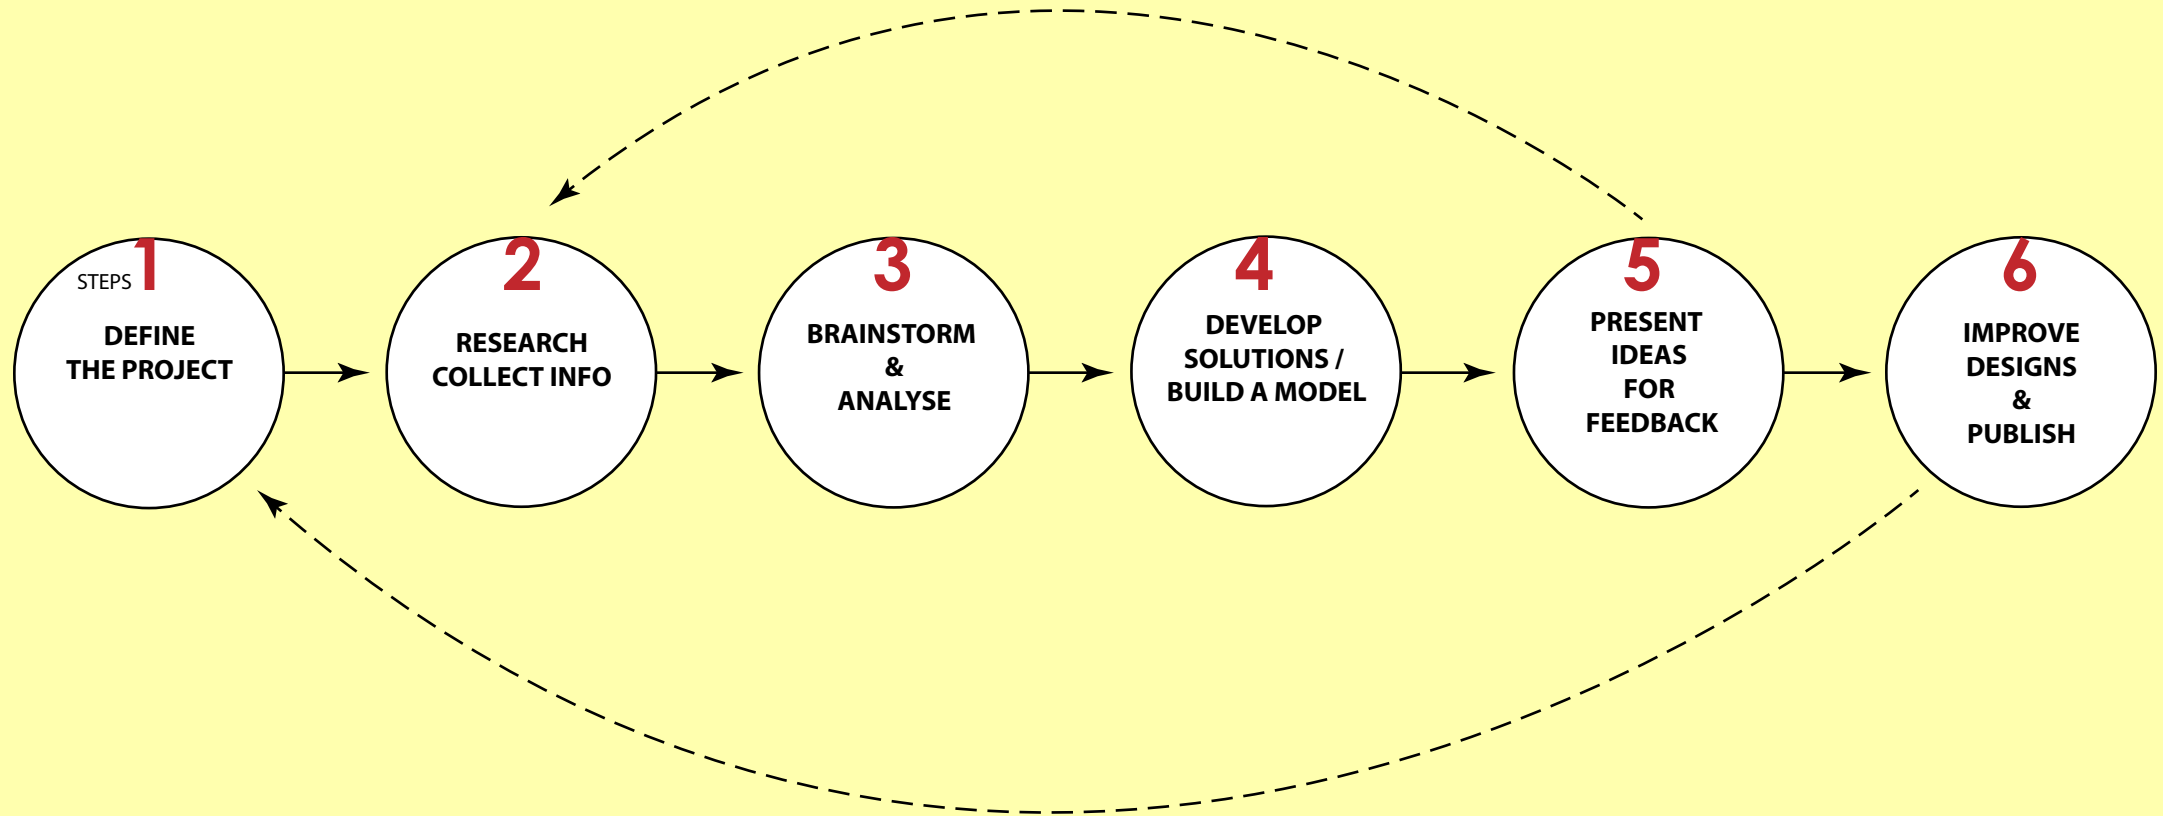 STEPS 1
DEFINE
THE PROJECT
2
RESEARCH
COLLECT INFO
3
BRAINSTORM
&
ANALYSE
4
DEVELOP
SOLUTIONS /
BUILD A MODEL
5
PRESENT
IDEAS
FOR
FEEDBACK
6
IMPROVE
DESIGNS
&
PUBLISH